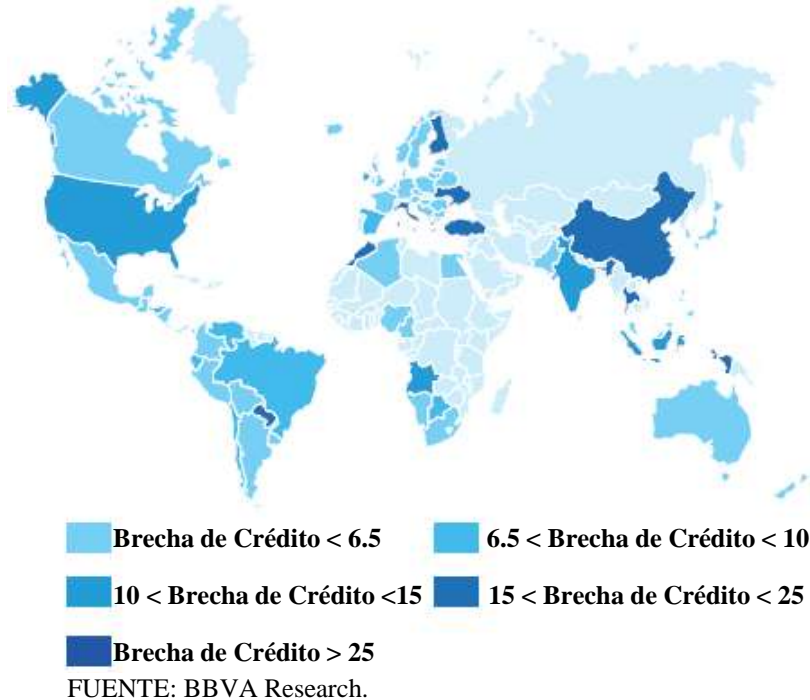 Brecha de Crédito < 6.5
6.5 < Brecha de Crédito < 10
10 < Brecha de Crédito <15
15 < Brecha de Crédito < 25
Brecha de Crédito > 25
FUENTE: BBVA Research.